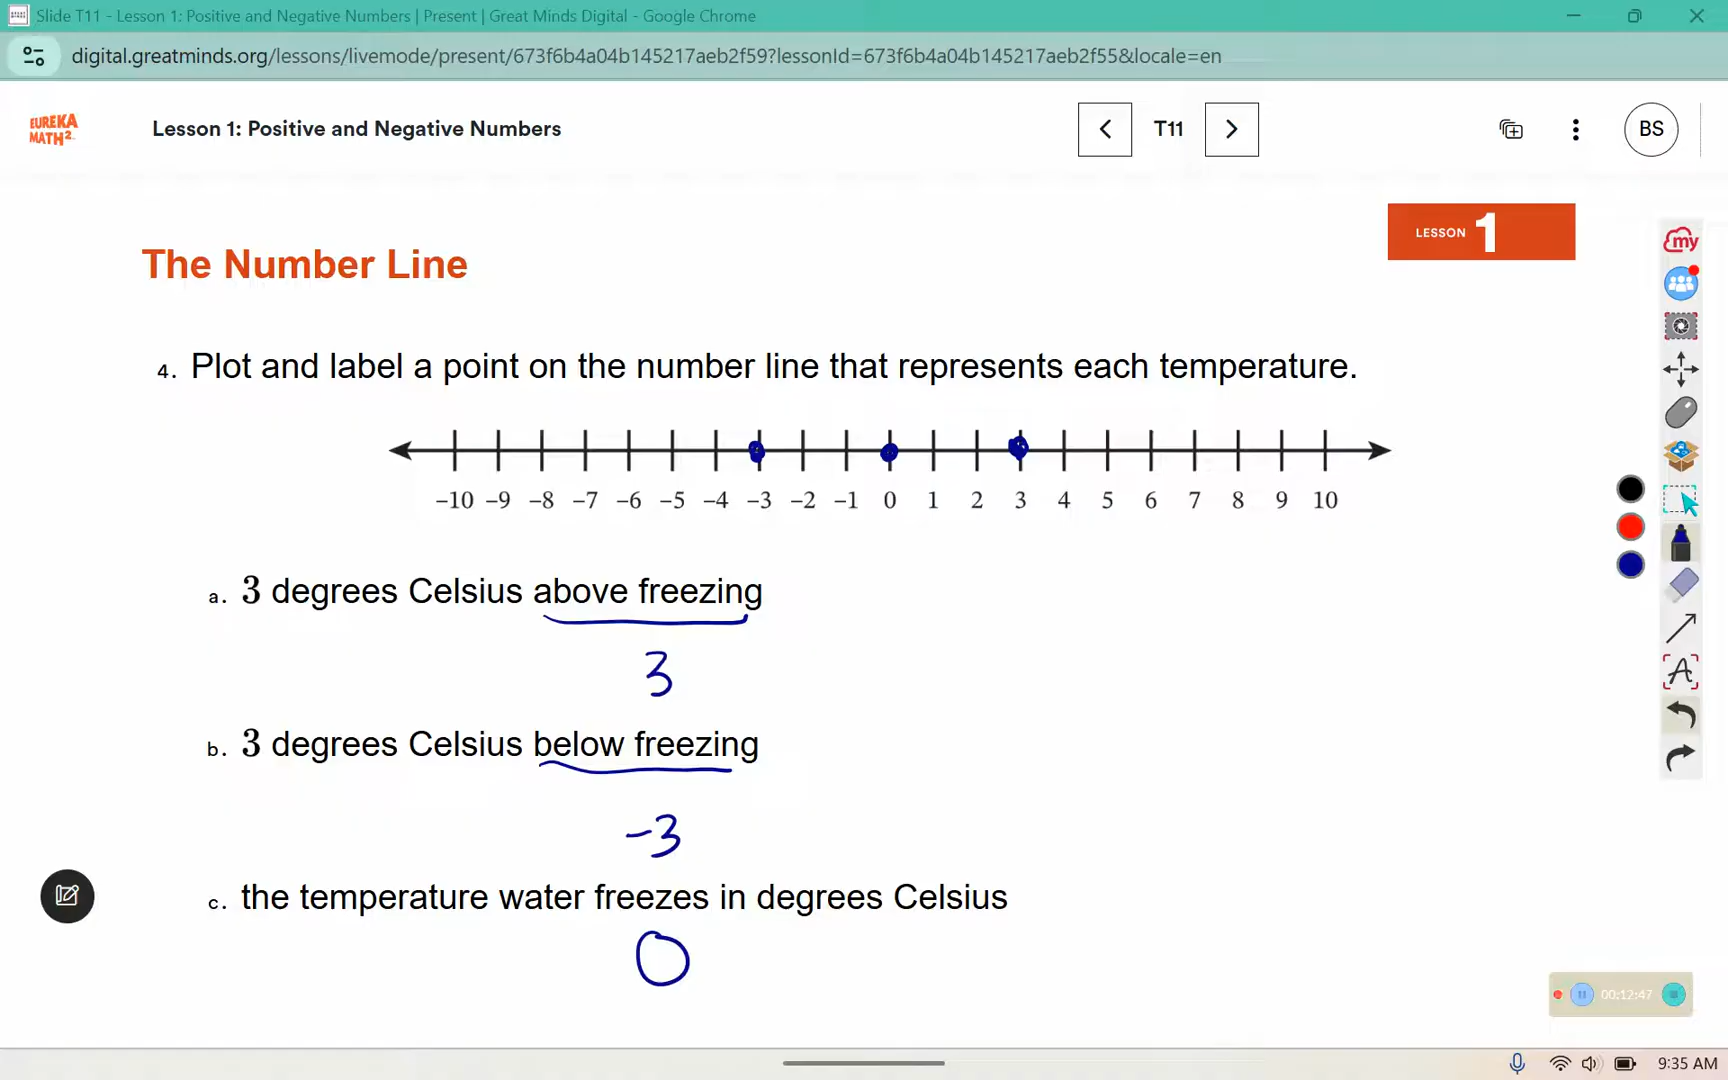 Slide T11 - Lesson 1: Positive and Negative Numbers | Present | Great Minds Digital - Google Chrome
digital.greatminds.org/lessons/livemode/present/673f6b4a04b145217aeb2f59?lessonId=673f6b4a04b145217aeb2f55&locale=en
EUREKA
MATH²
Lesson 1: Positive and Negative Numbers
T11
BS
LESSON 1
my
The Number Line
4. Plot and label a point on the number line that represents each temperature.
–10 –9 –8 –7 –6 –5 –4 –3 –2 –1 0 1 2 3 4 5 6 7 8 9 10
a. 3 degrees Celsius above freezing
3
b. 3 degrees Celsius below freezing
-3
c. the temperature water freezes in degrees Celsius
0
A
00:12:47
9:35 AM